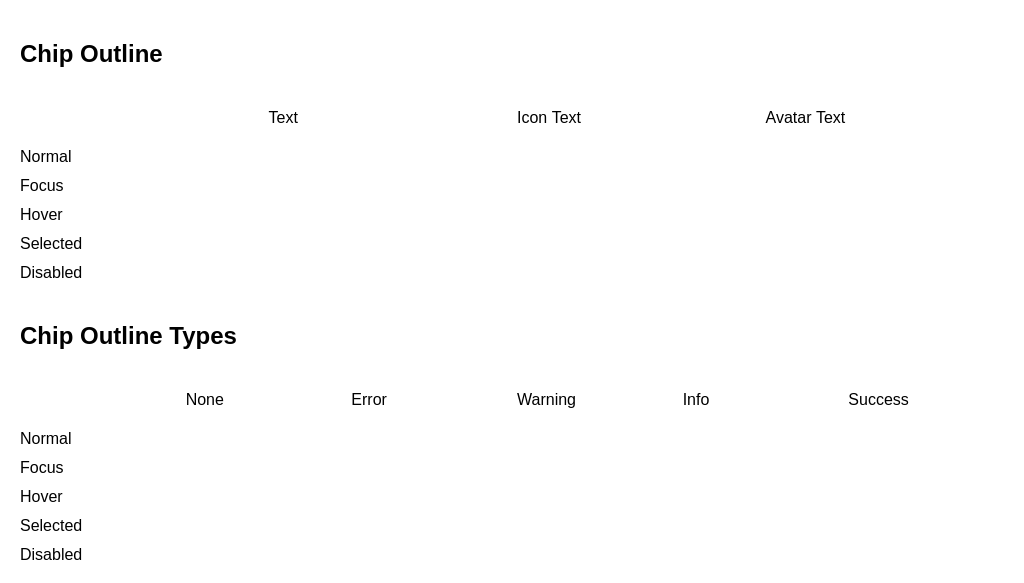 Chip Outline
Text Icon Text Avatar Text
Normal
Focus
Hover
Selected
Disabled
Chip Outline Types
None Error Warning Info Success
Normal
Focus
Hover
Selected
Disabled